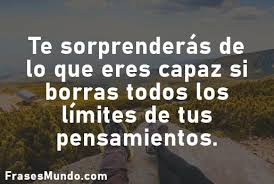 Te sorprenderás de
lo que eres capaz si
borras todos los
límites de tus
pensamientos.
FrasesMundo.com